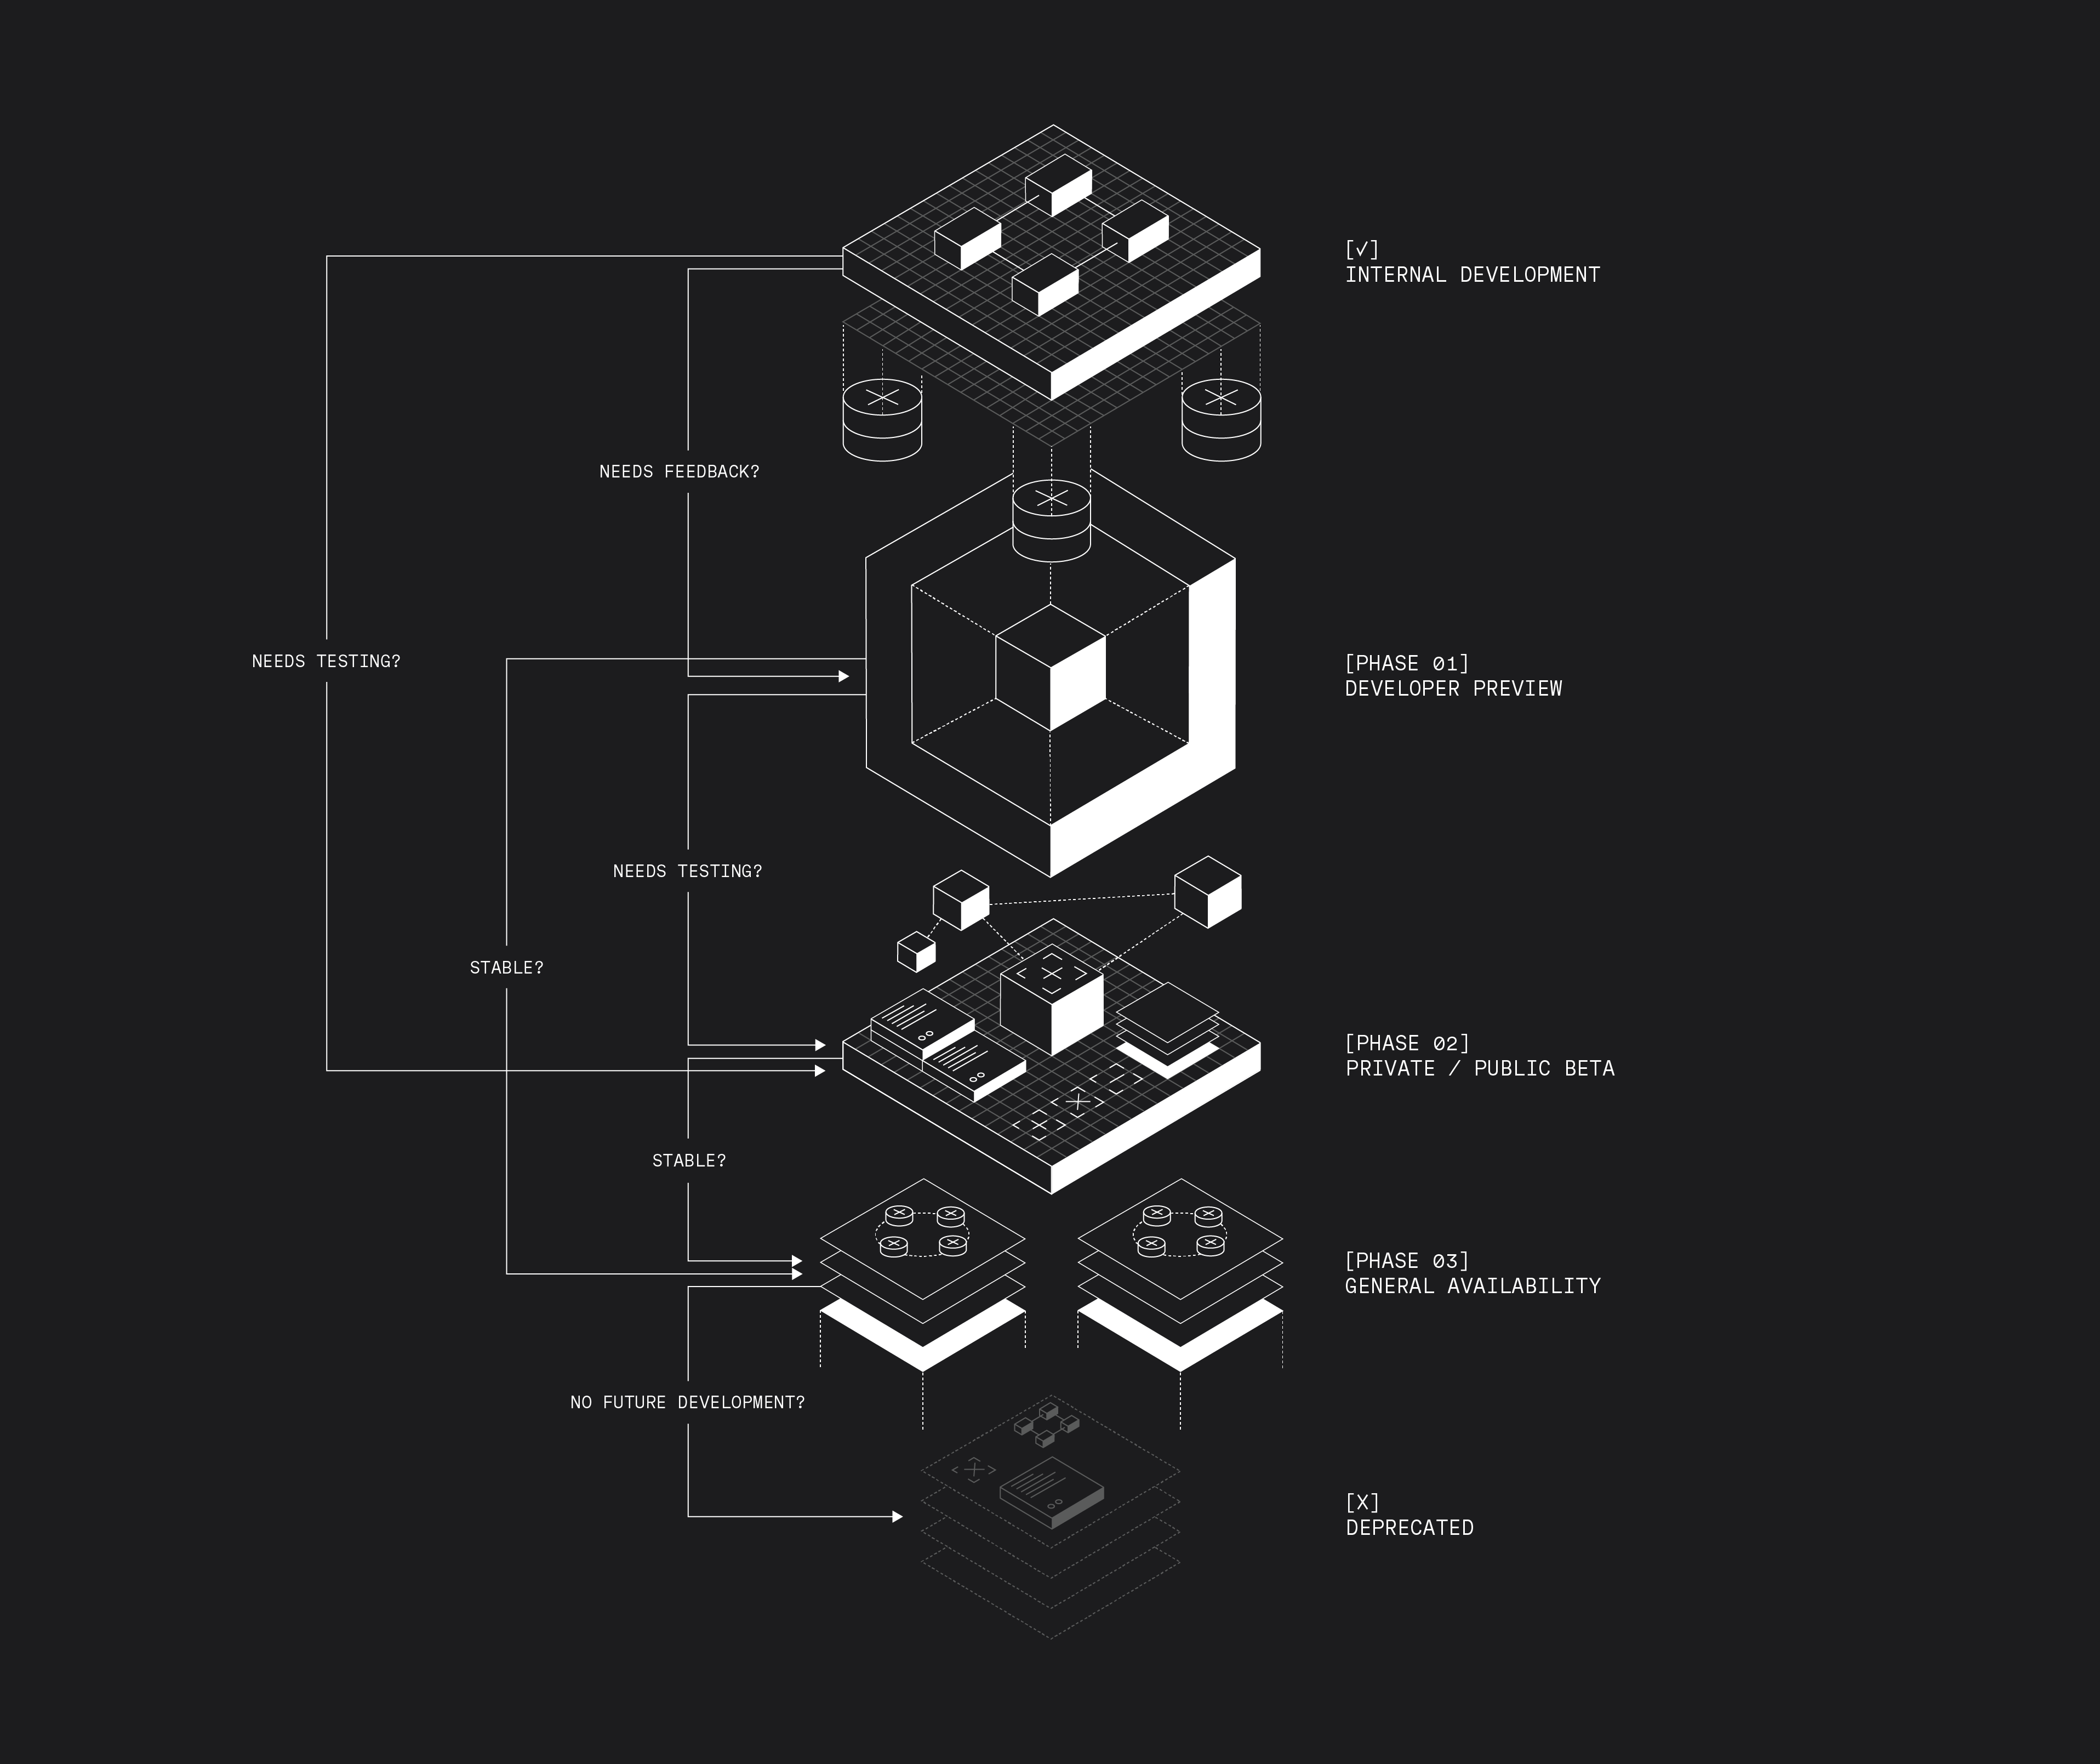 [✓]
INTERNAL DEVELOPMENT
NEEDS FEEDBACK?
NEEDS TESTING?
[PHASE 01]
DEVELOPER PREVIEW
NEEDS TESTING?
STABLE?
[PHASE 02]
PRIVATE / PUBLIC BETA
STABLE?
[PHASE 03]
GENERAL AVAILABILITY
NO FUTURE DEVELOPMENT?
[X]
DEPRECATED